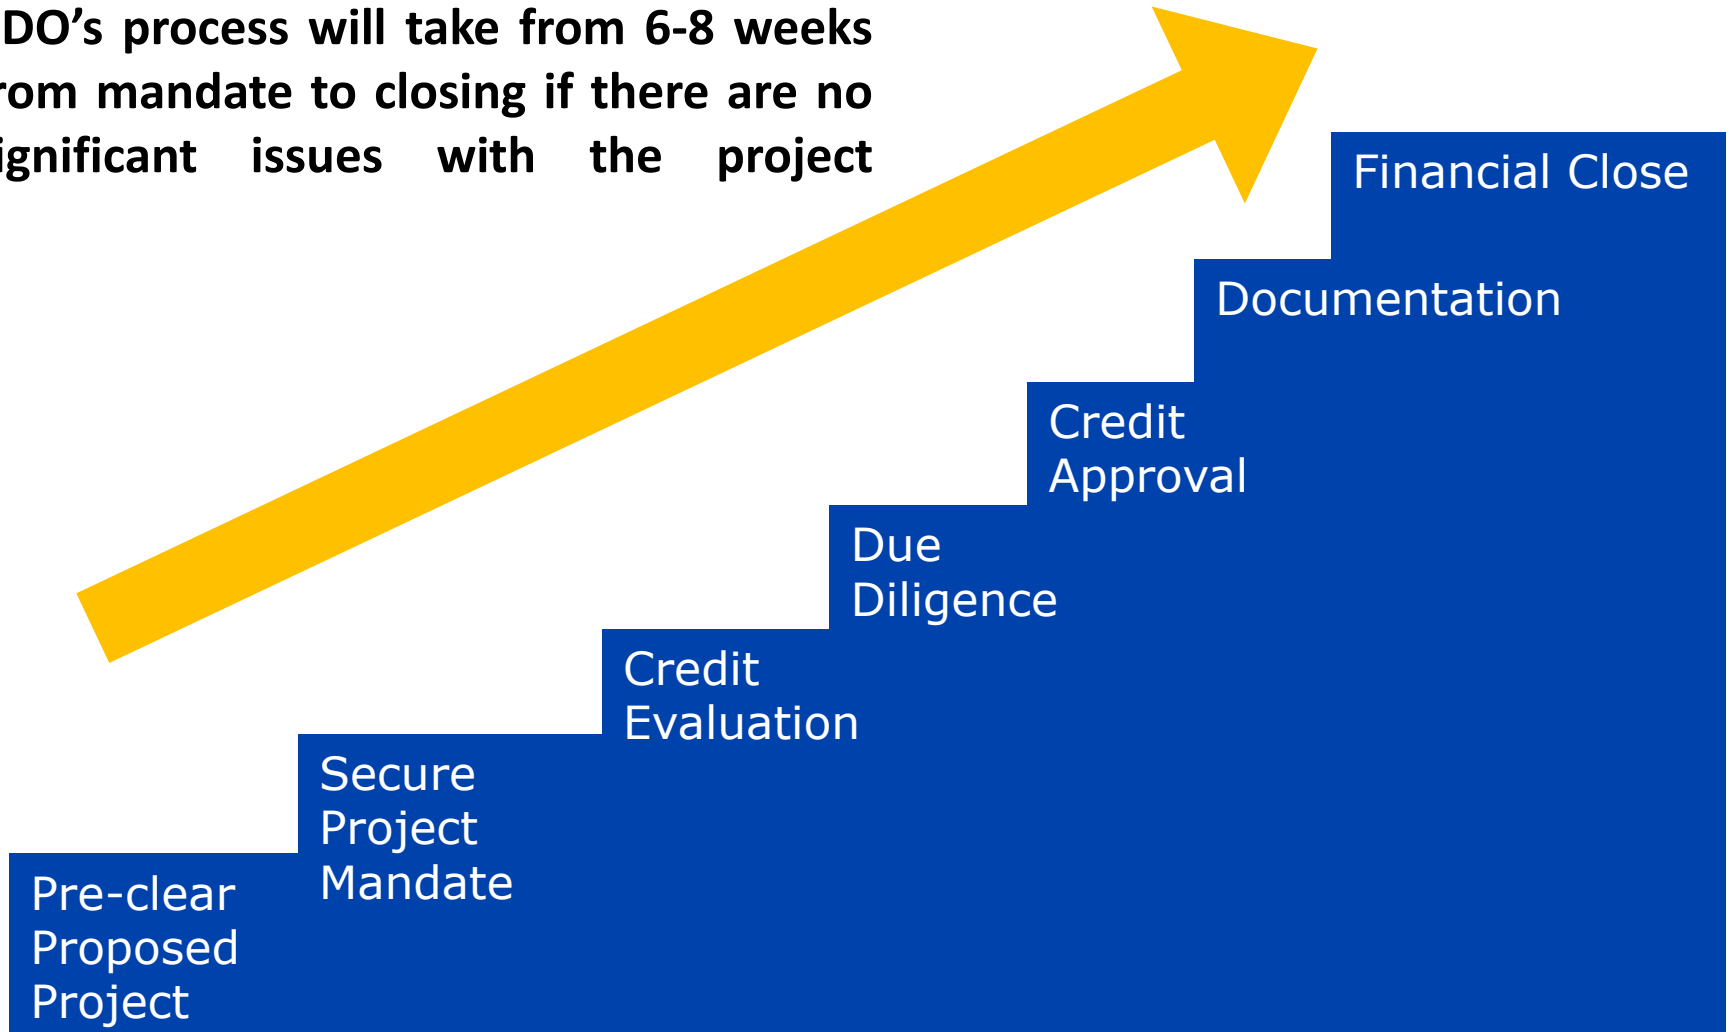 DO’s process will take from 6-8 weeks
rom mandate to closing if there are no
ignificant issues with the project
Financial Close
Documentation
Credit
Approval
Due
Diligence
Credit
Evaluation
Secure
Project
Mandate
Pre-clear
Proposed
Project